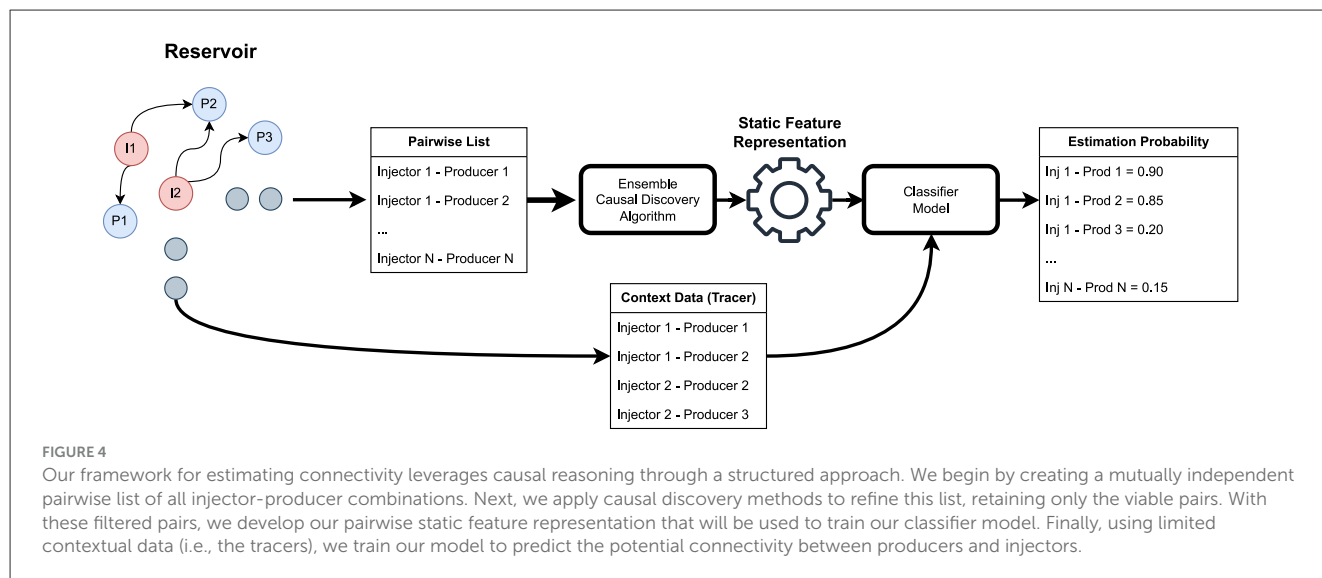 Reservoir
P2
P3
I1
I2
P1
Pairwise List
Injector 1 - Producer 1
Injector 1 - Producer 2
...
Injector N - Producer N
Ensemble
Causal Discovery
Algorithm
Static Feature
Representation
Classifier
Model
Estimation Probability
Inj 1 - Prod 1 = 0.90
Inj 1 - Prod 2 = 0.85
Inj 1 - Prod 3 = 0.20
...
Inj N - Prod N = 0.15
Context Data (Tracer)
Injector 1 - Producer 1
Injector 1 - Producer 2
Injector 2 - Producer 2
Injector 2 - Producer 3
FIGURE 4
Our framework for estimating connectivity leverages causal reasoning through a structured approach. We begin by creating a mutually independent
pairwise list of all injector-producer combinations. Next, we apply causal discovery methods to refine this list, retaining only the viable pairs. With
these filtered pairs, we develop our pairwise static feature representation that will be used to train our classifier model. Finally, using limited
contextual data (i.e., the tracers), we train our model to predict the potential connectivity between producers and injectors.